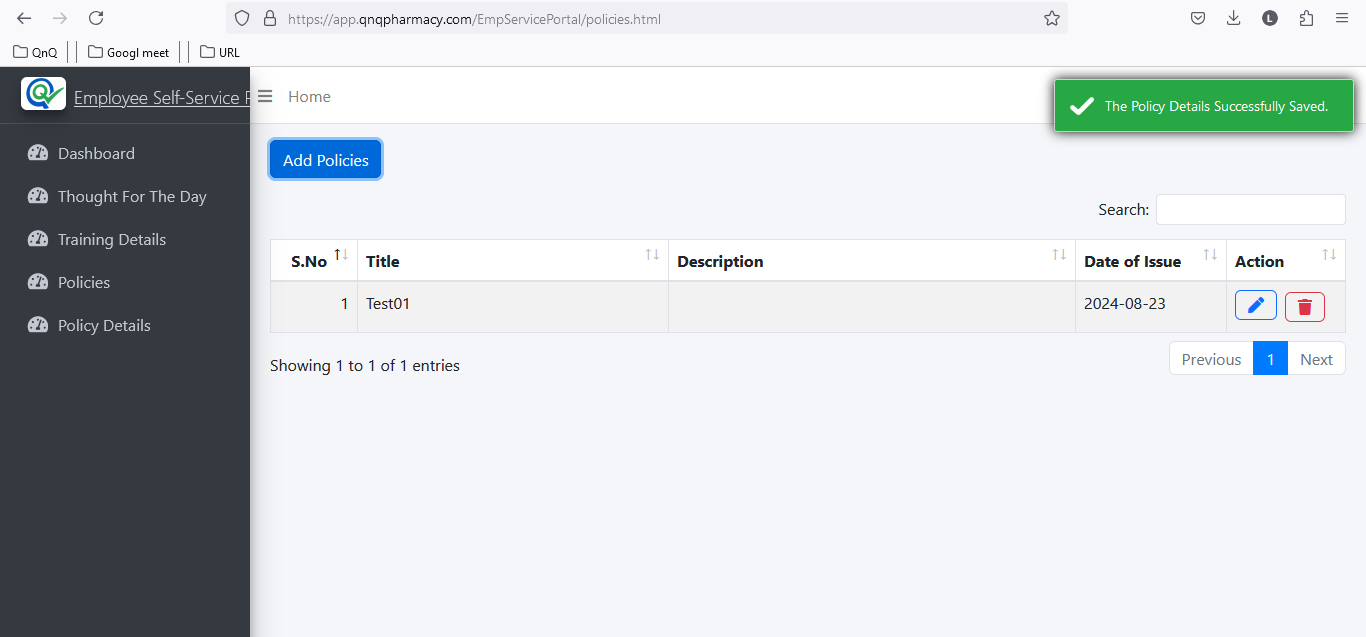 https://app.qnqpharmacy.com/EmpServicePortal/policies.html
L
QnQ
Googl meet
URL
Employee Self-Service P
Home
The Policy Details Successfully Saved.
Dashboard
Thought For The Day
Training Details
Policies
Policy Details
Add Policies
Search:
S.No Title Description Date of Issue Action
1 Test01 2024-08-23
Showing 1 to 1 of 1 entries
Previous 1 Next